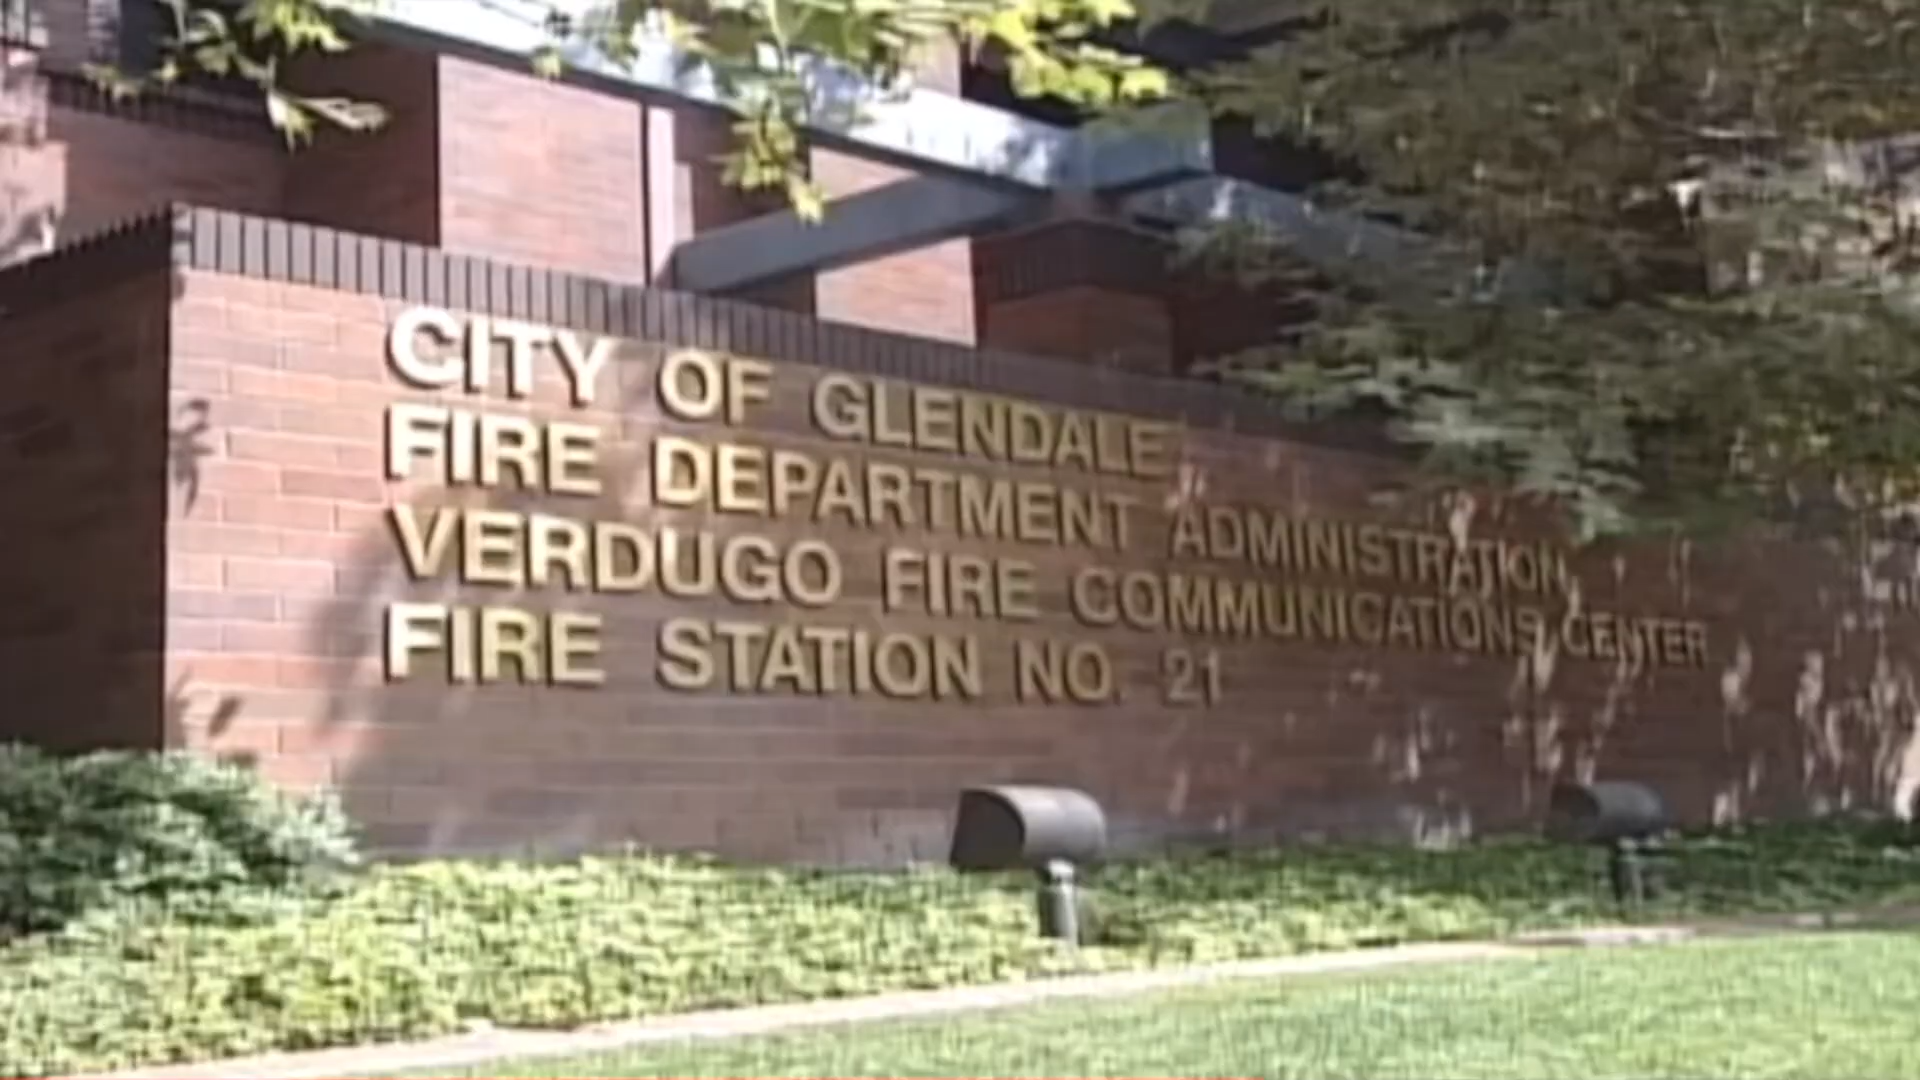 CITY OF GLENDALE
FIRE DEPARTMENT ADMINISTRATION
VERDUGO FIRE COMMUNICATIONS CENTER
FIRE STATION NO. 21